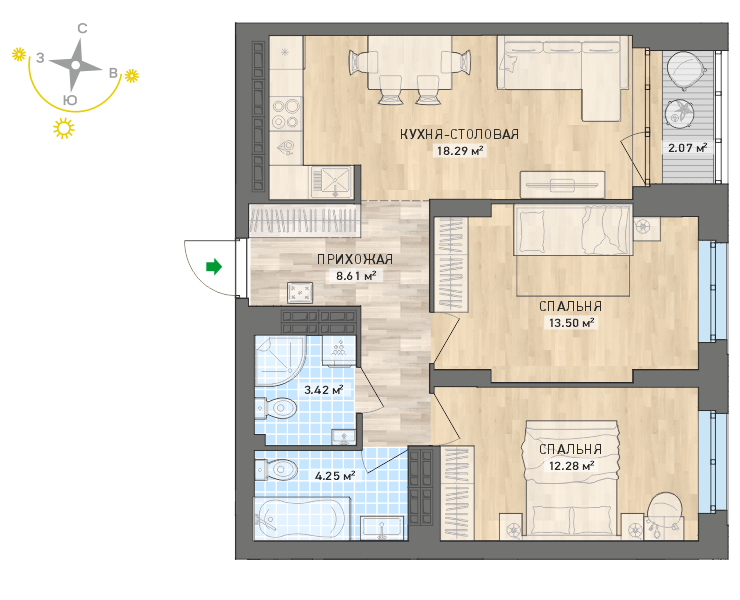 С
З
В
Ю
КУХНЯ-СТОЛОВАЯ
18.29 м²
2.07 м²
ПРИХОЖАЯ
8.61 м²
СПАЛЬНЯ
13.50 м²
3.42 м²
СПАЛЬНЯ
12.28 м²
4.25 м²